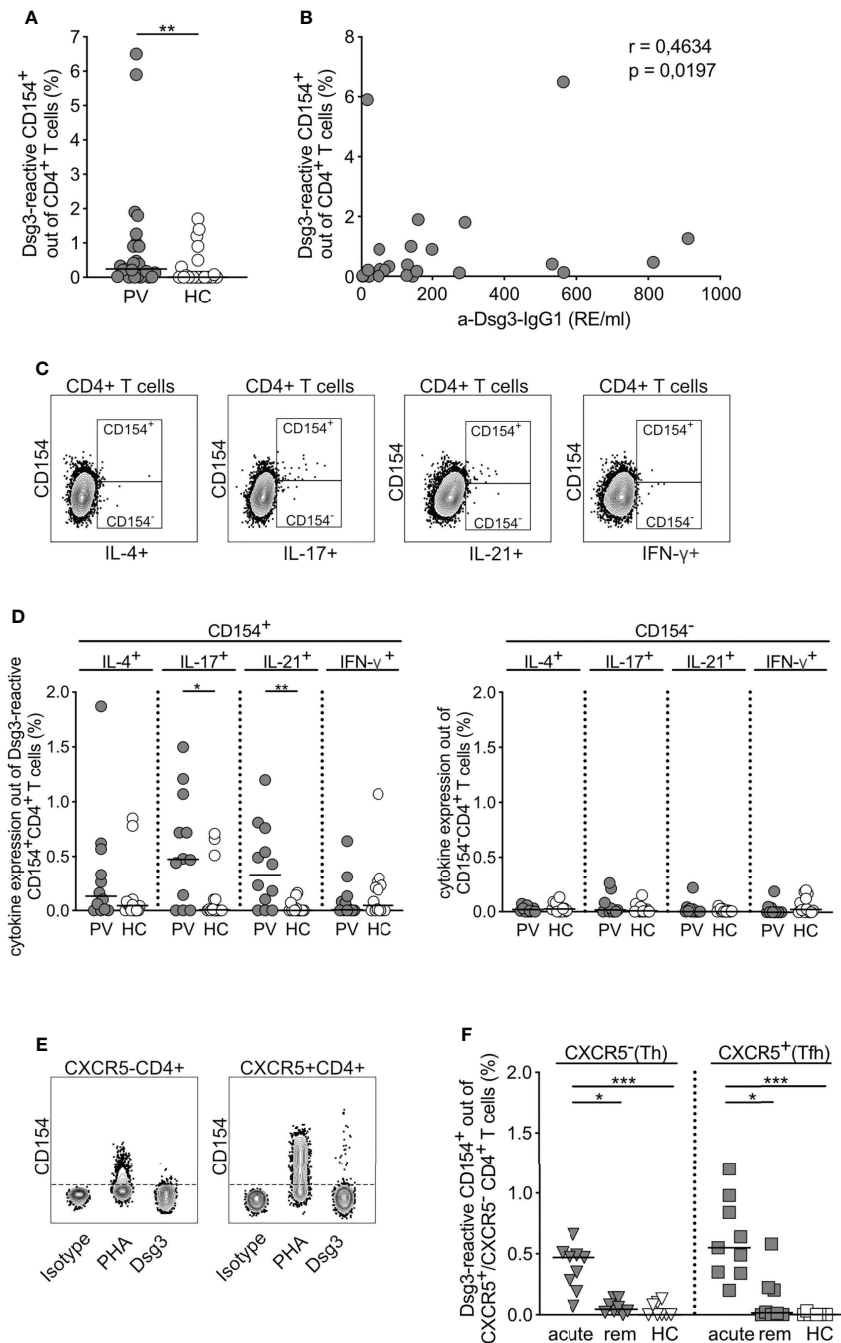 A
**
7
6
5
4
3
2
1
0
Dsg3-reactive CD154⁺
out of CD4⁺ T cells (%)
PV
HC
B
8
6
4
2
0
Dsg3-reactive CD154⁺
out of CD4⁺ T cells (%)
r = 0,4634
p = 0,0197
0
200
400
600
800
1000
a-Dsg3-IgG1 (RE/ml)
C
CD4+ T cells
CD154
CD154⁺
CD154⁻
IL-4+
CD4+ T cells
CD154
CD154⁺
CD154⁻
IL-17+
CD4+ T cells
CD154
CD154⁺
CD154⁻
IL-21+
CD4+ T cells
CD154
CD154⁺
CD154⁻
IFN-γ+
D
CD154⁺
IL-4⁺
IL-17⁺
IL-21⁺
IFN-γ⁺
*
**
2.0
1.5
1.0
0.5
0.0
cytokine expression out of Dsg3-reactive
CD154⁺CD4⁺ T cells (%)
PV HC
PV HC
PV HC
PV HC
CD154⁻
IL-4⁺
IL-17⁺
IL-21⁺
IFN-γ⁺
2.0
1.5
1.0
0.5
0.0
cytokine expression out of
CD154⁻CD4⁺ T cells (%)
PV HC
PV HC
PV HC
PV HC
E
CXCR5-CD4+
CD154
Isotype
PHA
Dsg3
CXCR5+CD4+
CD154
Isotype
PHA
Dsg3
F
CXCR5⁻(Th)
CXCR5⁺(Tfh)
***
*
***
*
2.0
1.5
1.0
0.5
0.0
Dsg3-reactive CD154⁺ out of
CXCR5⁺/CXCR5⁻ CD4⁺ T cells (%)
acute
rem
HC
acute
rem
HC